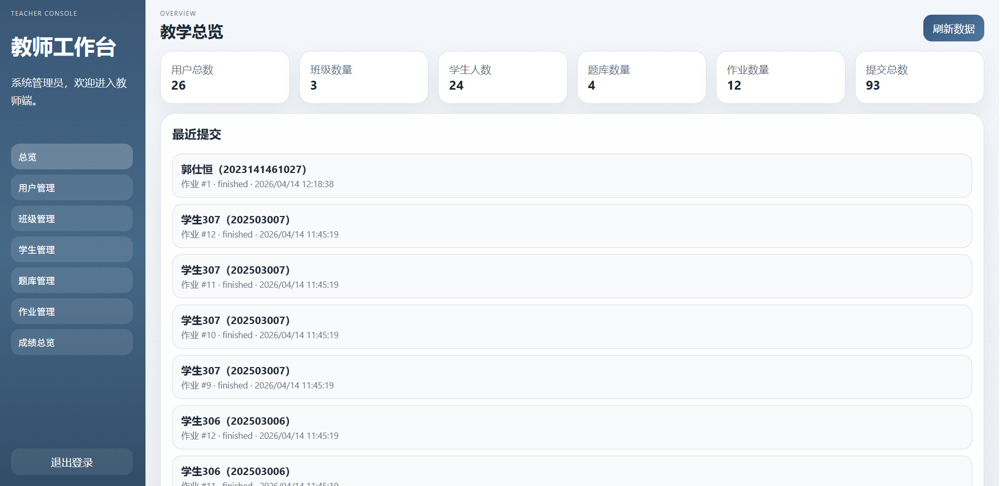 TEACHER CONSOLE
教师工作台
系统管理员，欢迎进入教
师端。
总览
用户管理
班级管理
学生管理
题库管理
作业管理
成绩总览
退出登录
OVERVIEW
教学总览
刷新数据
用户总数
26
班级数量
3
学生人数
24
题库数量
4
作业数量
12
提交总数
93
最近提交
郭仕恒（2023141461027）
作业 #1 · finished · 2026/04/14 12:18:38
学生307（202503007）
作业 #12 · finished · 2026/04/14 11:45:19
学生307（202503007）
作业 #11 · finished · 2026/04/14 11:45:19
学生307（202503007）
作业 #10 · finished · 2026/04/14 11:45:19
学生307（202503007）
作业 #9 · finished · 2026/04/14 11:45:19
学生306（202503006）
作业 #12 · finished · 2026/04/14 11:45:19
学生306（202503006）
作业 #11 · finished · 2026/04/14 11:45:19